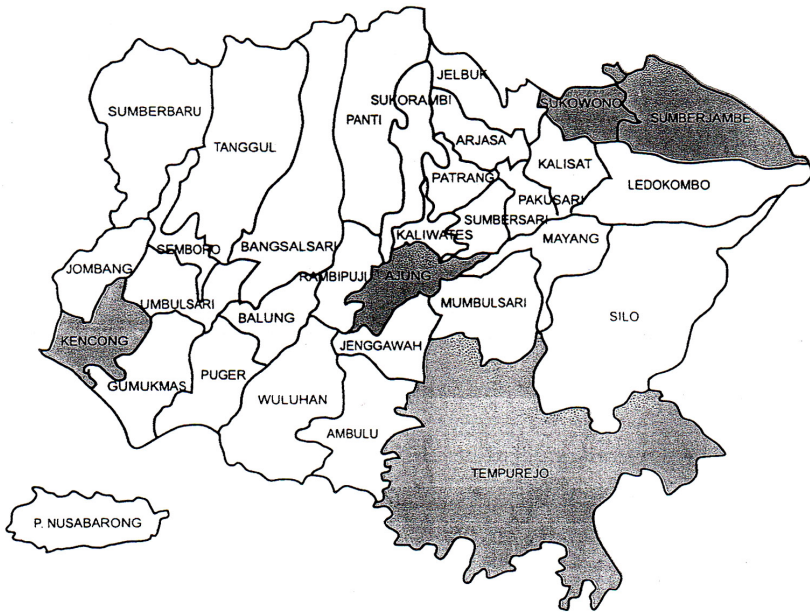 JELBUK
SUKORAMBI
SUKOWONO
SUMBERJAMBE
SUMBERBARU
PANTI
TANGGUL
ARJASA
KALISAT
PATRANG
LEDOKOMBO
PAKUSARI
SUMBERSARI
KALIWATES
MAYANG
SEMBORO
BANGSALSARI
JOMBANG
RAMBIPUJI
AJUNG
UMBULSARI
MUMBULSARI
BALUNG
SILO
KENCONG
JENGGAWAH
PUGER
GUMUKMAS
WULUHAN
AMBULU
TEMPUREJO
P. NUSABARONG